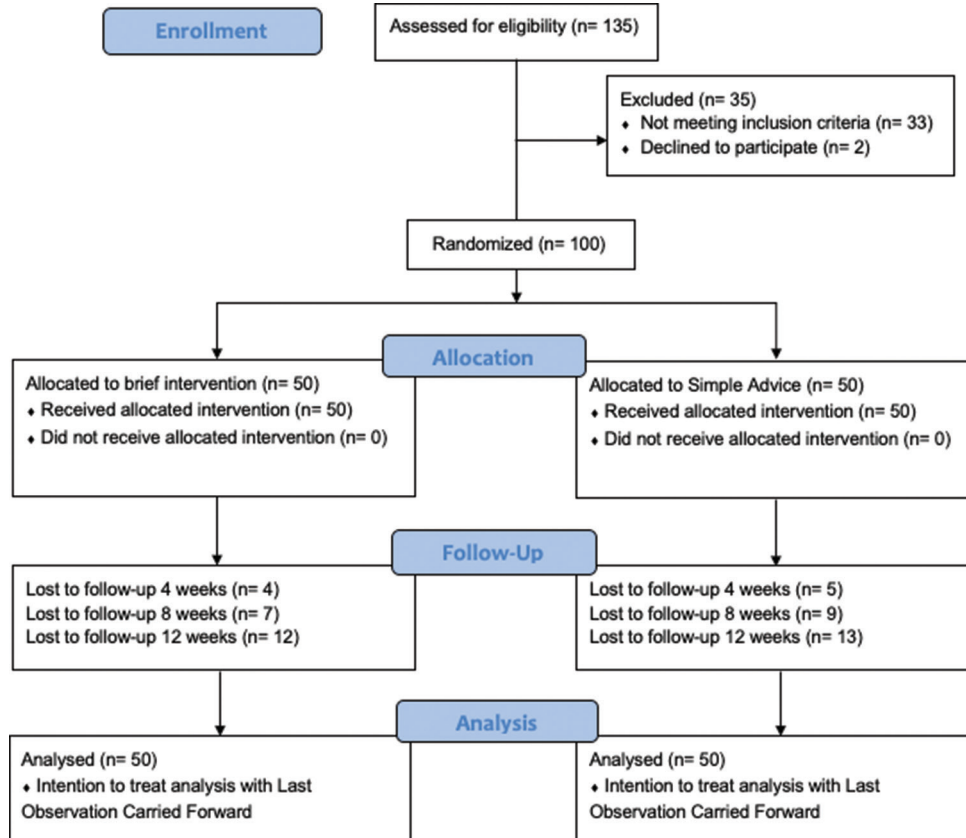 Enrollment
Assessed for eligibility (n= 135)
Excluded (n= 35)
♦ Not meeting inclusion criteria (n= 33)
♦ Declined to participate (n= 2)
Randomized (n= 100)
Allocation
Allocated to brief intervention (n= 50)
♦ Received allocated intervention (n= 50)
♦ Did not receive allocated intervention (n= 0)
Allocated to Simple Advice (n= 50)
♦ Received allocated intervention (n= 50)
♦ Did not receive allocated intervention (n= 0)
Follow-Up
Lost to follow-up 4 weeks (n= 4)
Lost to follow-up 8 weeks (n= 7)
Lost to follow-up 12 weeks (n= 12)
Lost to follow-up 4 weeks (n= 5)
Lost to follow-up 8 weeks (n= 9)
Lost to follow-up 12 weeks (n= 13)
Analysis
Analysed (n= 50)
♦ Intention to treat analysis with Last
Observation Carried Forward
Analysed (n= 50)
♦ Intention to treat analysis with Last
Observation Carried Forward